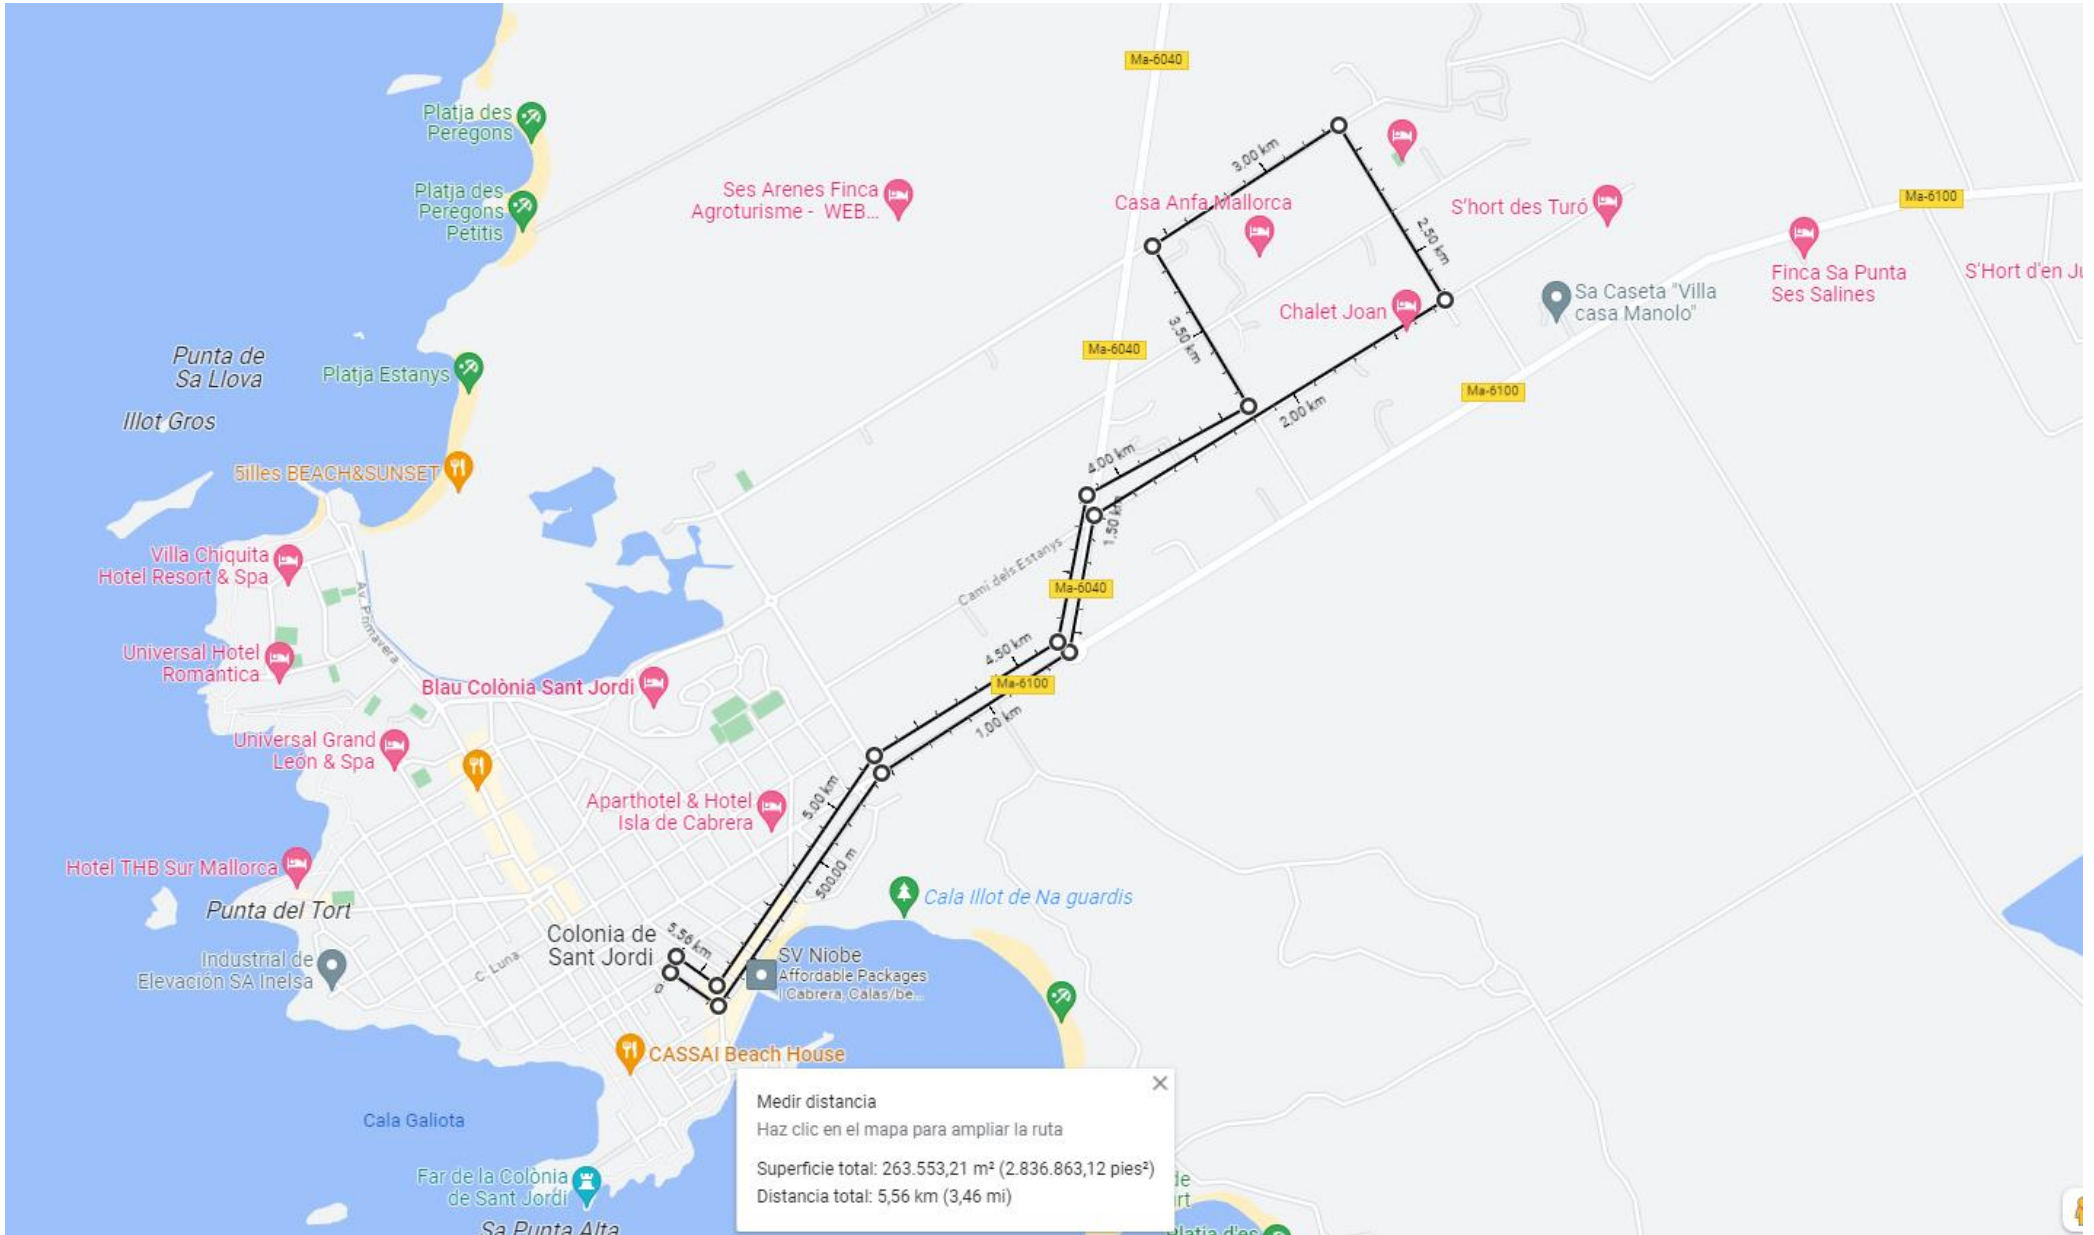 Ma-6040
Platja des
Peregons
3,00 km
Platja des
Peregons
Petitis
Ses Arenes Finca
Agroturisme - WEB...
Casa Anfa Mallorca
S'hort des Turó
Ma-6100
2,50 km
Finca Sa Punta
Ses Salines
S'Hort d'en Ju
Sa Caseta "Villa
casa Manolo"
Chalet Joan
3,50 km
Ma-6040
Punta de
Sa Llova
Platja Estanys
Illot Gros
Ma-6100
2,00 km
5illes BEACH&SUNSET
4,00 km
1,50 km
Villa Chiquita
Hotel Resort & Spa
Av. Primavera
Camí dels Estanys
Ma-6040
Universal Hotel
Romántica
4,50 km
Blau Colònia Sant Jordi
Ma-6100
1,00 km
Universal Grand
León & Spa
Aparthotel & Hotel
Isla de Cabrera
5,00 km
500,00 m
Hotel THB Sur Mallorca
Punta del Tort
Cala Illot de Na guardis
Colonia de
Sant Jordi
5,56 km
0
C. Luna
Industrial de
Elevación SA Inelsa
SV Niobe
Affordable Packages
| Cabrera, Calas/be...
CASSAI Beach House
Cala Galiota
Far de la Colònia
de Sant Jordi
Sa Punta Alta
Medir distancia
Haz clic en el mapa para ampliar la ruta
Superficie total: 263.553,21 m² (2.836.863,12 pies²)
Distancia total: 5,56 km (3,46 mi)
de
irt
Platja d'es